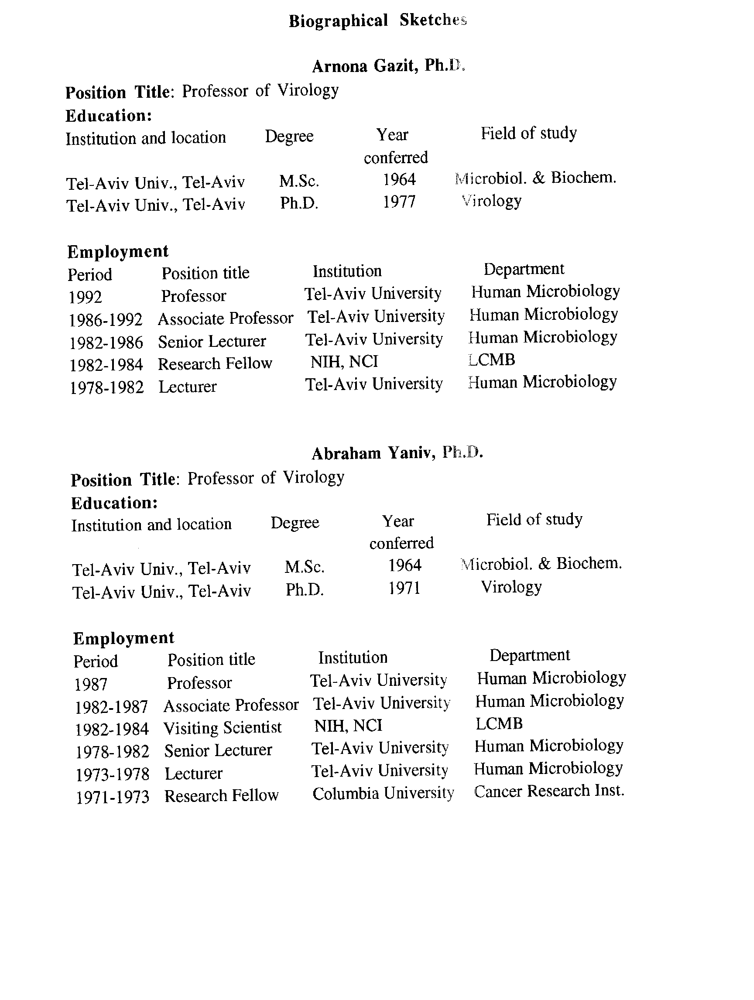 Biographical Sketches
Arnona Gazit, Ph.D.
Position Title: Professor of Virology
Education:
Institution and location Degree Year Field of study
conferred
Tel-Aviv Univ., Tel-Aviv M.Sc. 1964 Microbiol. & Biochem.
Tel-Aviv Univ., Tel-Aviv Ph.D. 1977 Virology
Employment
Period Position title Institution Department
1992 Professor Tel-Aviv University Human Microbiology
1986-1992 Associate Professor Tel-Aviv University Human Microbiology
1982-1986 Senior Lecturer Tel-Aviv University Human Microbiology
1982-1984 Research Fellow NIH, NCI LCMB
1978-1982 Lecturer Tel-Aviv University Human Microbiology
Abraham Yaniv, Ph.D.
Position Title: Professor of Virology
Education:
Institution and location Degree Year Field of study
conferred
Tel-Aviv Univ., Tel-Aviv M.Sc. 1964 Microbiol. & Biochem.
Tel-Aviv Univ., Tel-Aviv Ph.D. 1971 Virology
Employment
Period Position title Institution Department
1987 Professor Tel-Aviv University Human Microbiology
1982-1987 Associate Professor Tel-Aviv University Human Microbiology
1982-1984 Visiting Scientist NIH, NCI LCMB
1978-1982 Senior Lecturer Tel-Aviv University Human Microbiology
1973-1978 Lecturer Tel-Aviv University Human Microbiology
1971-1973 Research Fellow Columbia University Cancer Research Inst.